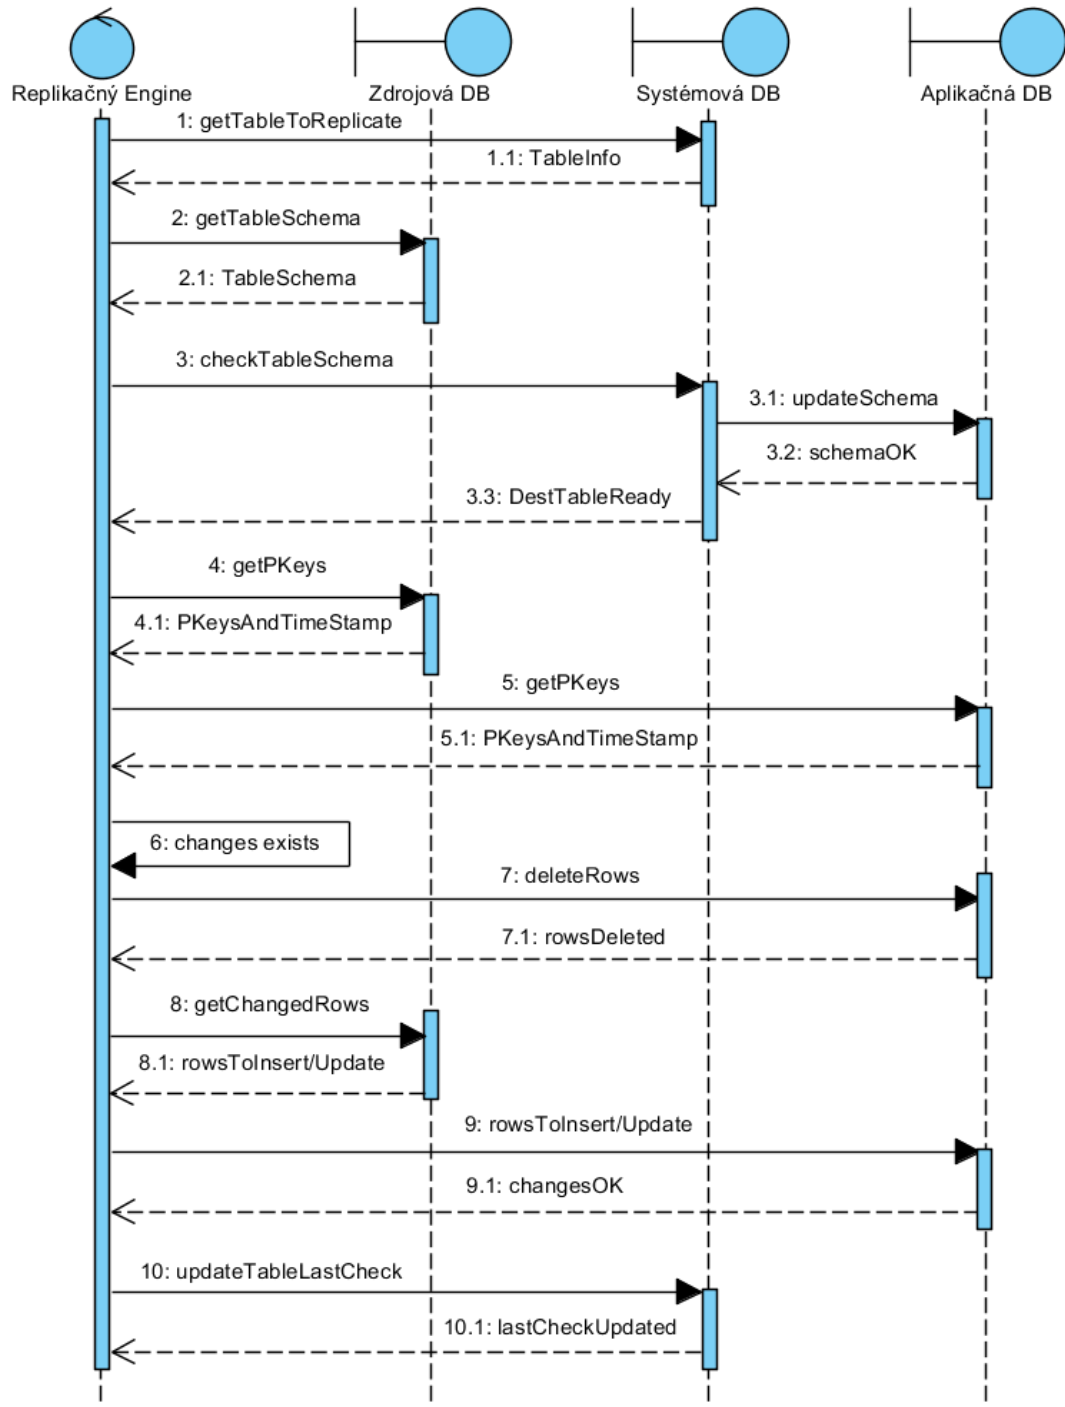 Replikačný Engine
Zdrojová DB
Systémová DB
Aplikačná DB
1: getTableToReplicate
1.1: TableInfo
2: getTableSchema
2.1: TableSchema
3: checkTableSchema
3.1: updateSchema
3.2: schemaOK
3.3: DestTableReady
4: getPKeys
4.1: PKeysAndTimeStamp
5: getPKeys
5.1: PKeysAndTimeStamp
6: changes exists
7: deleteRows
7.1: rowsDeleted
8: getChangedRows
8.1: rowsToInsert/Update
9: rowsToInsert/Update
9.1: changesOK
10: updateTableLastCheck
10.1: lastCheckUpdated